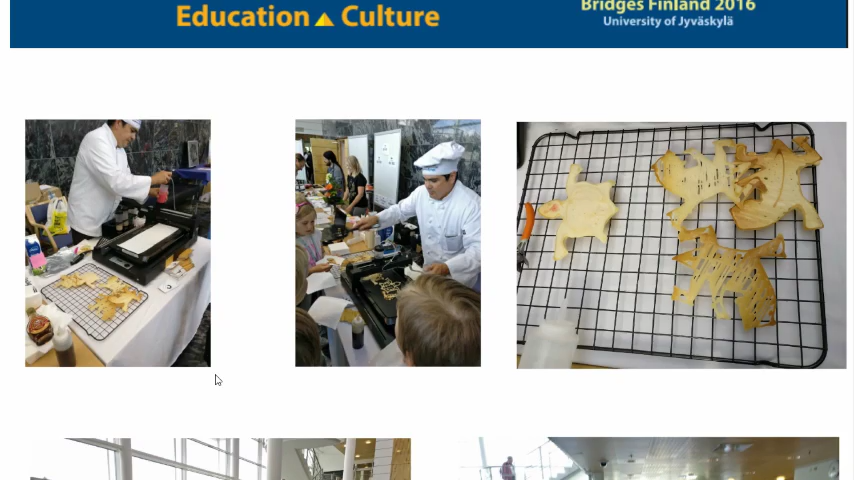 Education Culture
Bridges Finland 2016
University of Jyväskylä